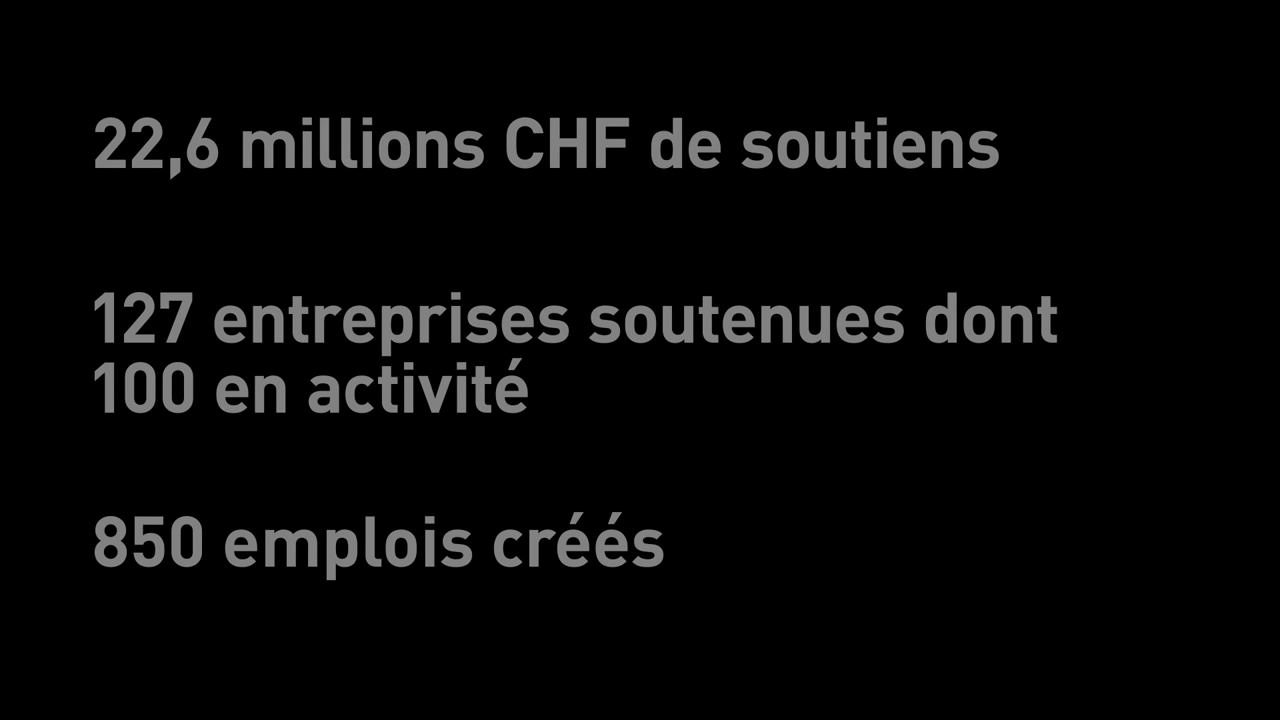 22,6 millions CHF de soutiens
127 entreprises soutenues dont
100 en activité
850 emplois créés